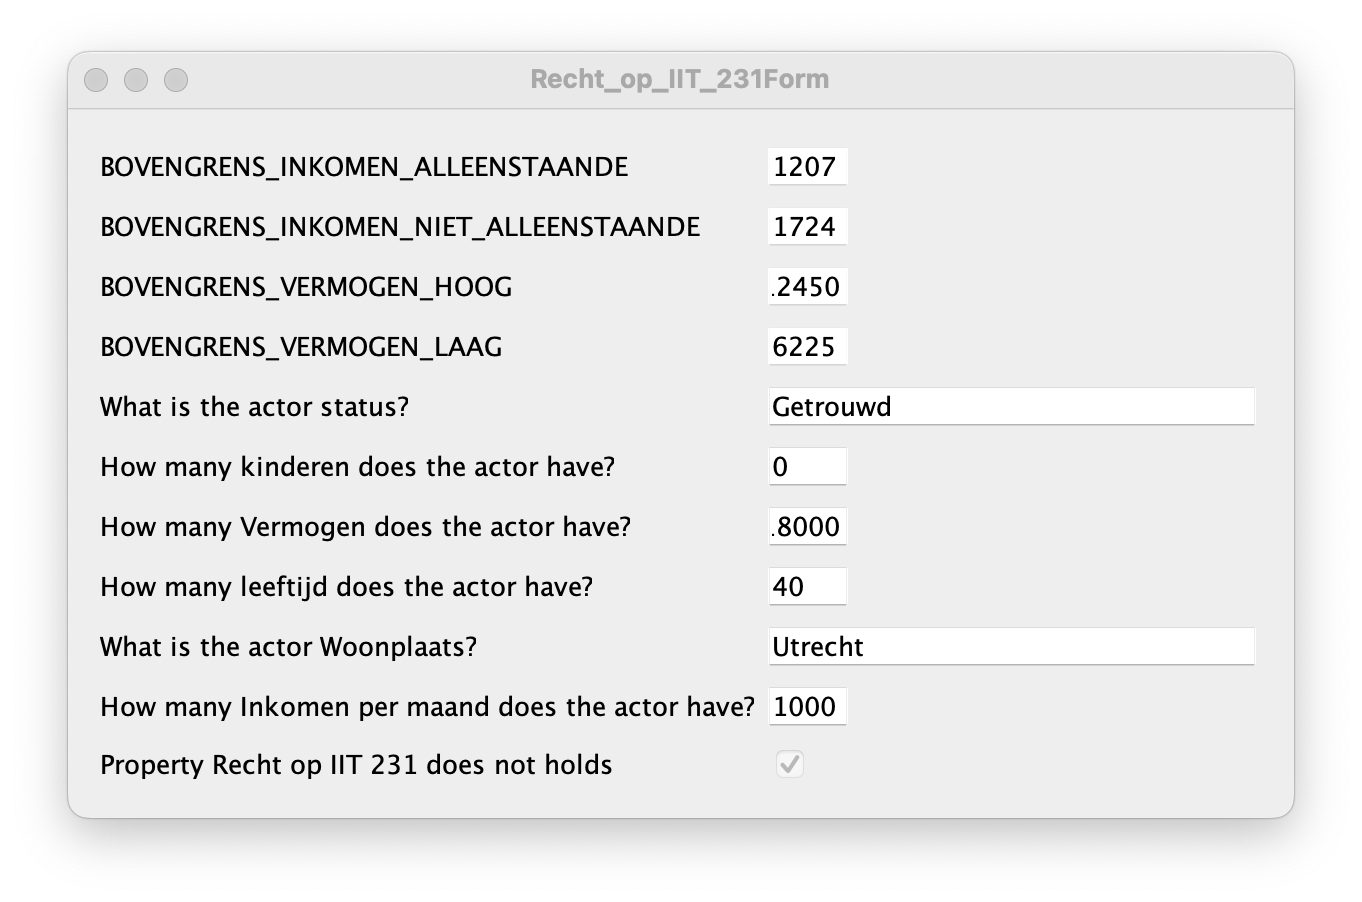 Recht_op_IIT_231Form
BOVENGRENS_INKOMEN_ALLEENSTAANDE 1207
BOVENGRENS_INKOMEN_NIET_ALLEENSTAANDE 1724
BOVENGRENS_VERMOGEN_HOOG .2450
BOVENGRENS_VERMOGEN_LAAG 6225
What is the actor status? Getrouwd
How many kinderen does the actor have? 0
How many Vermogen does the actor have? .8000
How many leeftijd does the actor have? 40
What is the actor Woonplaats? Utrecht
How many Inkomen per maand does the actor have? 1000
Property Recht op IIT 231 does not holds